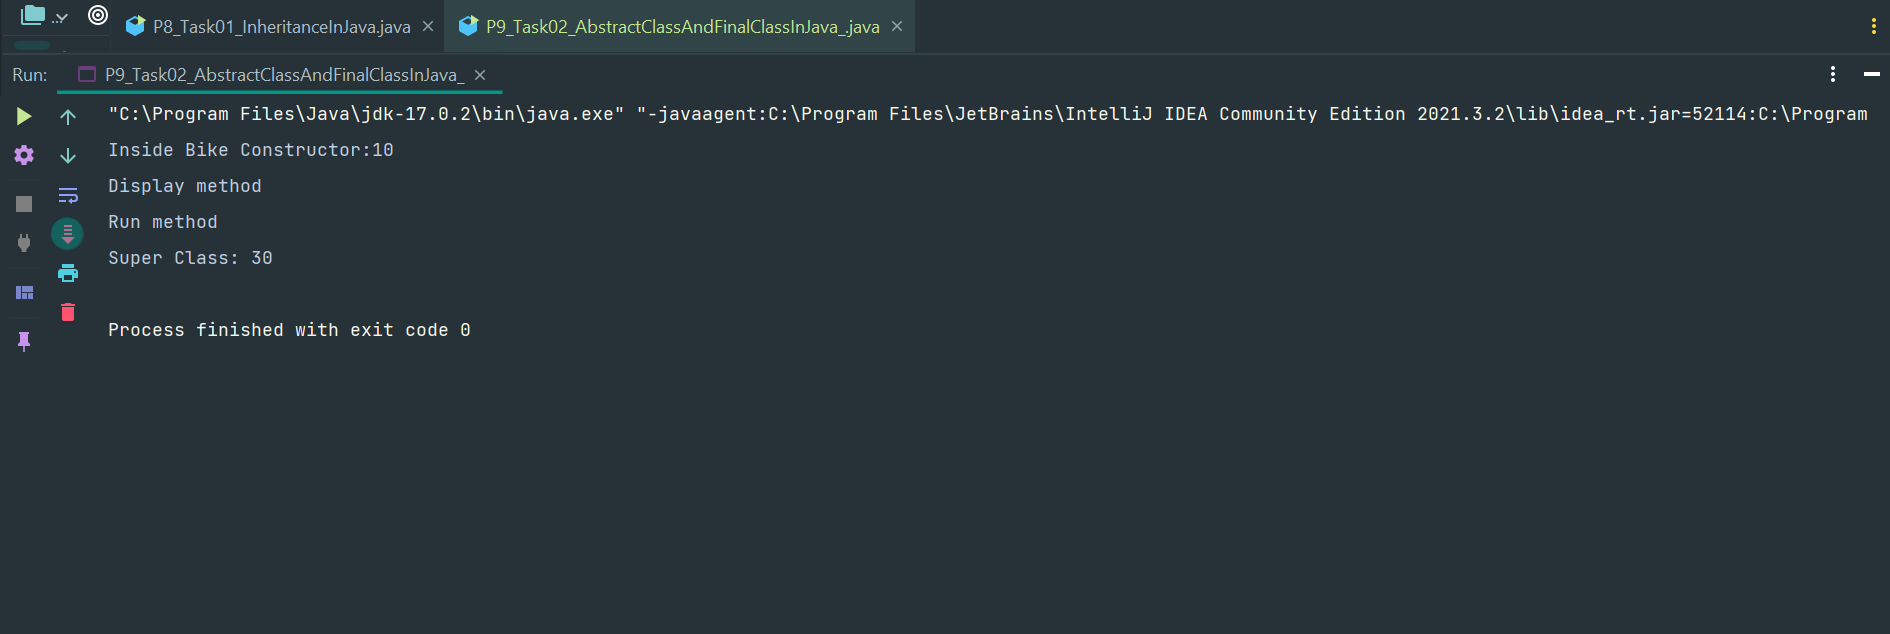 ...
P8_Task01_InheritanceInJava.java
P9_Task02_AbstractClassAndFinalClassInJava_.java
Run:
P9_Task02_AbstractClassAndFinalClassInJava_
"C:\Program Files\Java\jdk-17.0.2\bin\java.exe" "-javaagent:C:\Program Files\JetBrains\IntelliJ IDEA Community Edition 2021.3.2\lib\idea_rt.jar=52114:C:\Program
Inside Bike Constructor:10
Display method
Run method
Super Class: 30
Process finished with exit code 0